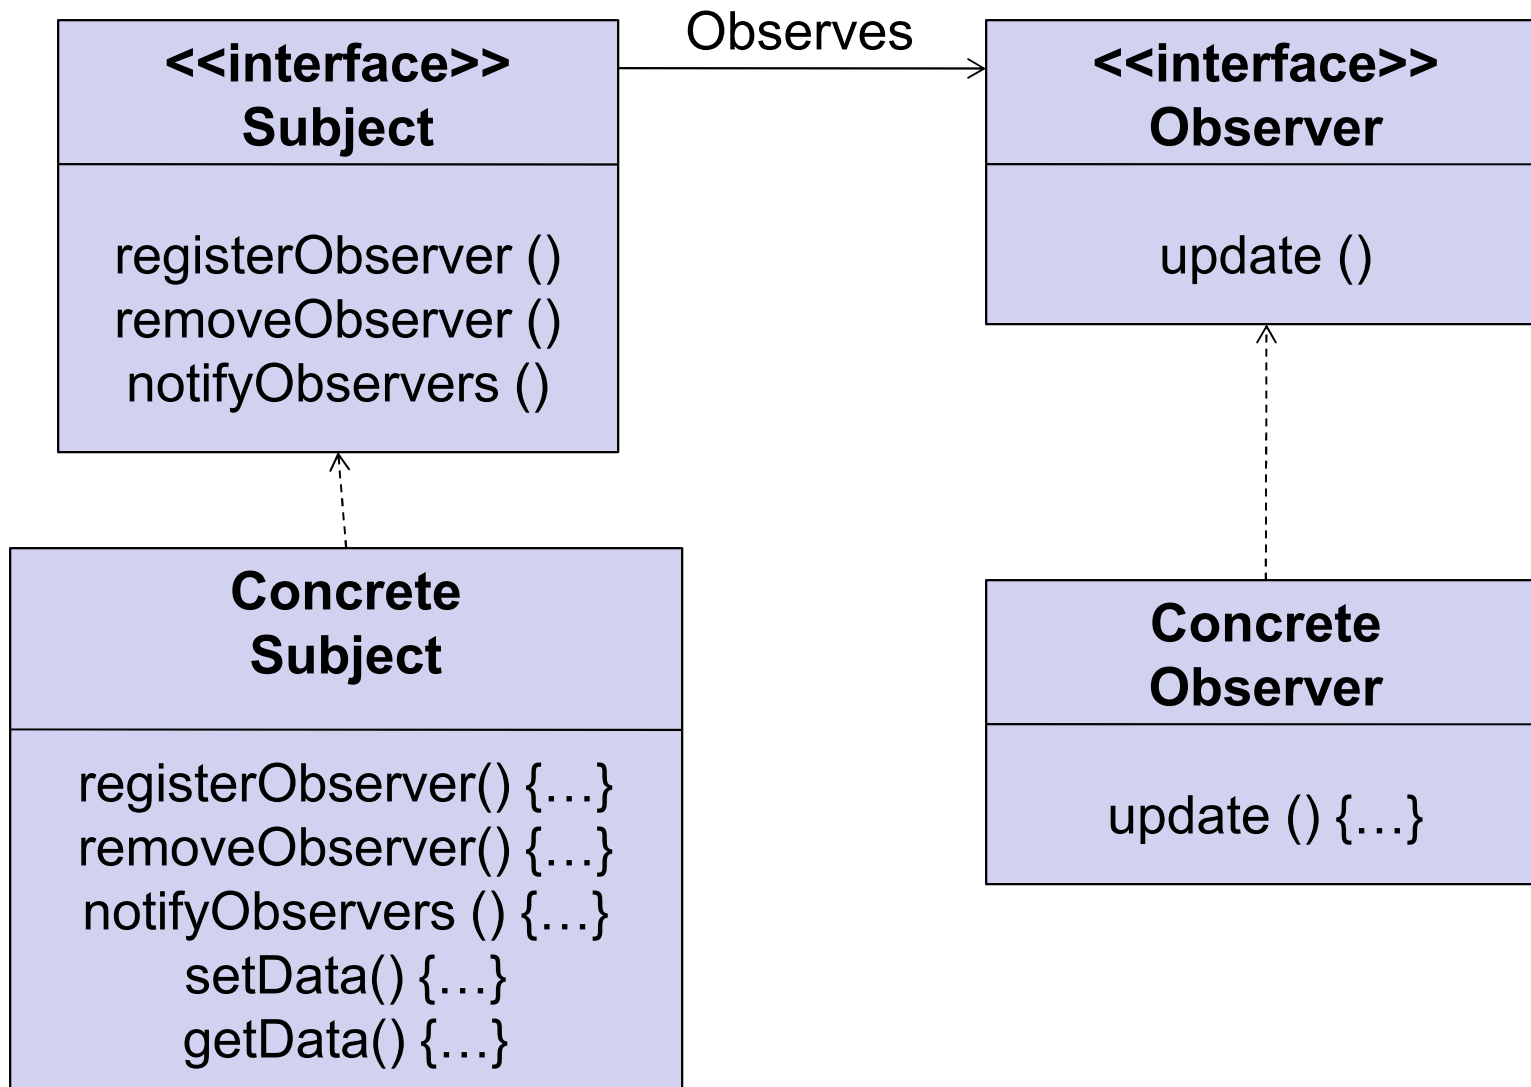 Observes
<<interface>>
Subject
registerObserver ()
removeObserver ()
notifyObservers ()
<<interface>>
Observer
update ()
Concrete
Subject
registerObserver() {…}
removeObserver() {…}
notifyObservers () {…}
setData() {…}
getData() {…}
Concrete
Observer
update () {…}